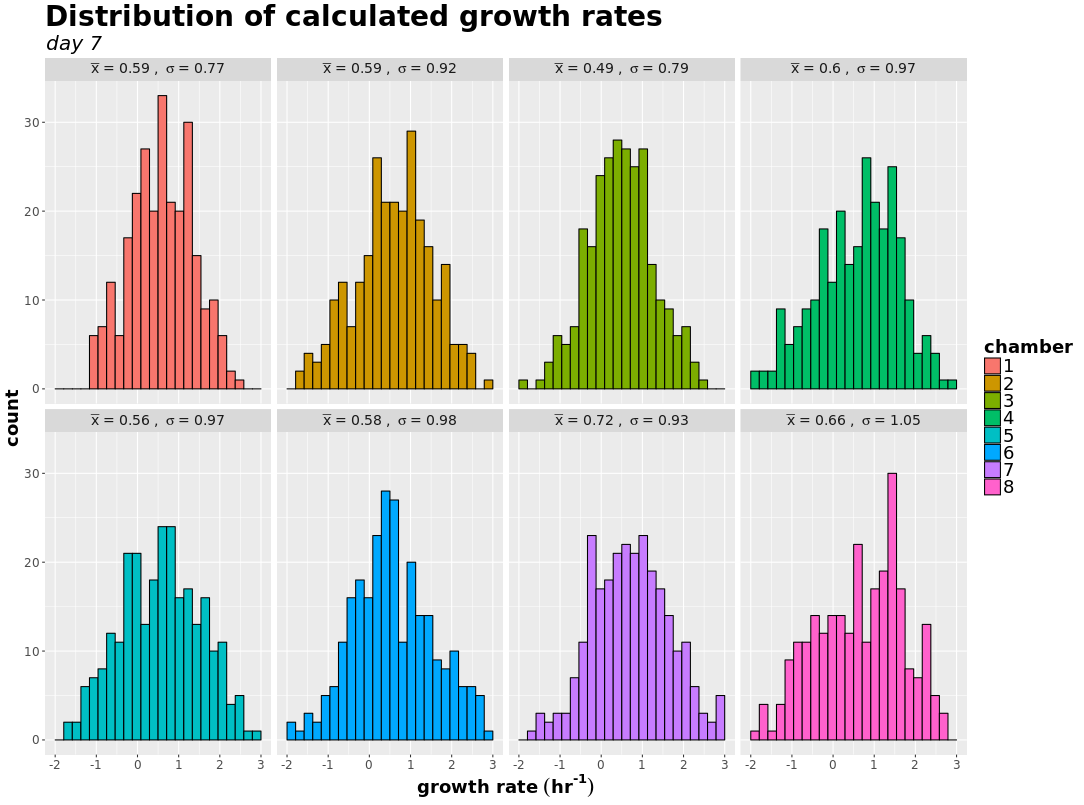 Distribution of calculated growth rates
day 7
x̅ = 0.59 , σ = 0.77
x̅ = 0.59 , σ = 0.92
x̅ = 0.49 , σ = 0.79
x̅ = 0.6 , σ = 0.97
30
20
10
0
x̅ = 0.56 , σ = 0.97
x̅ = 0.58 , σ = 0.98
x̅ = 0.72 , σ = 0.93
x̅ = 0.66 , σ = 1.05
30
20
10
0
-2 -1 0 1 2 3
-2 -1 0 1 2 3
-2 -1 0 1 2 3
-2 -1 0 1 2 3
count
growth rate (hr⁻¹)
chamber
1
2
3
4
5
6
7
8